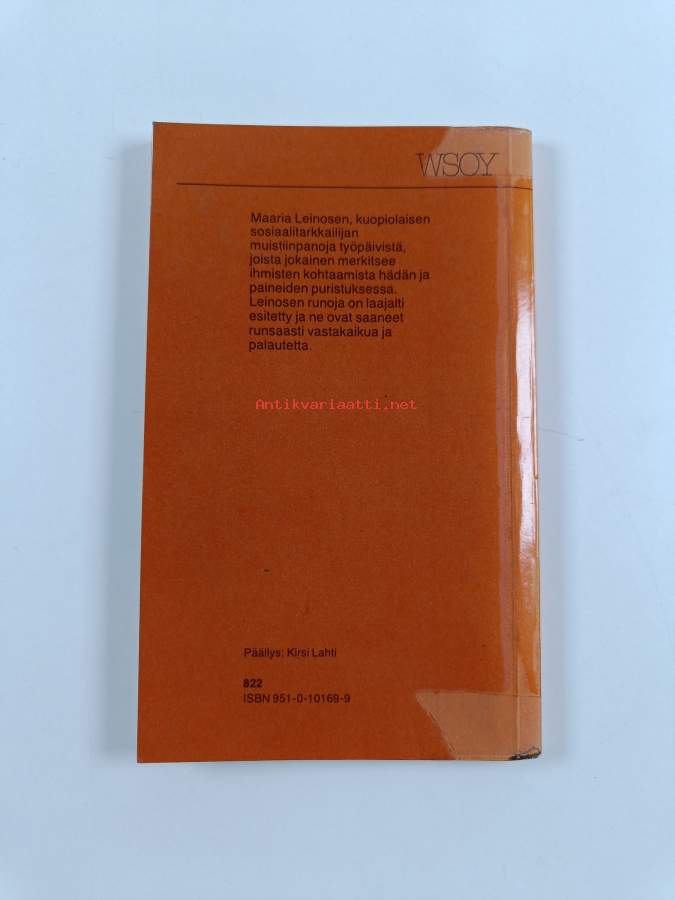 WSOY
Maaria Leinosen, kuopiolaisen
sosiaalitarkkailijan
muistiinpanoja työpäivistä,
joista jokainen merkitsee
ihmisten kohtaamista hädän ja
paineiden puristuksessa.
Leinosen runoja on laajalti
esitetty ja ne ovat saaneet
runsaasti vastakaikua ja
palautetta.
Antikvariaatti.net
Päällys: Kirsi Lahti
822
ISBN 951-0-10169-9